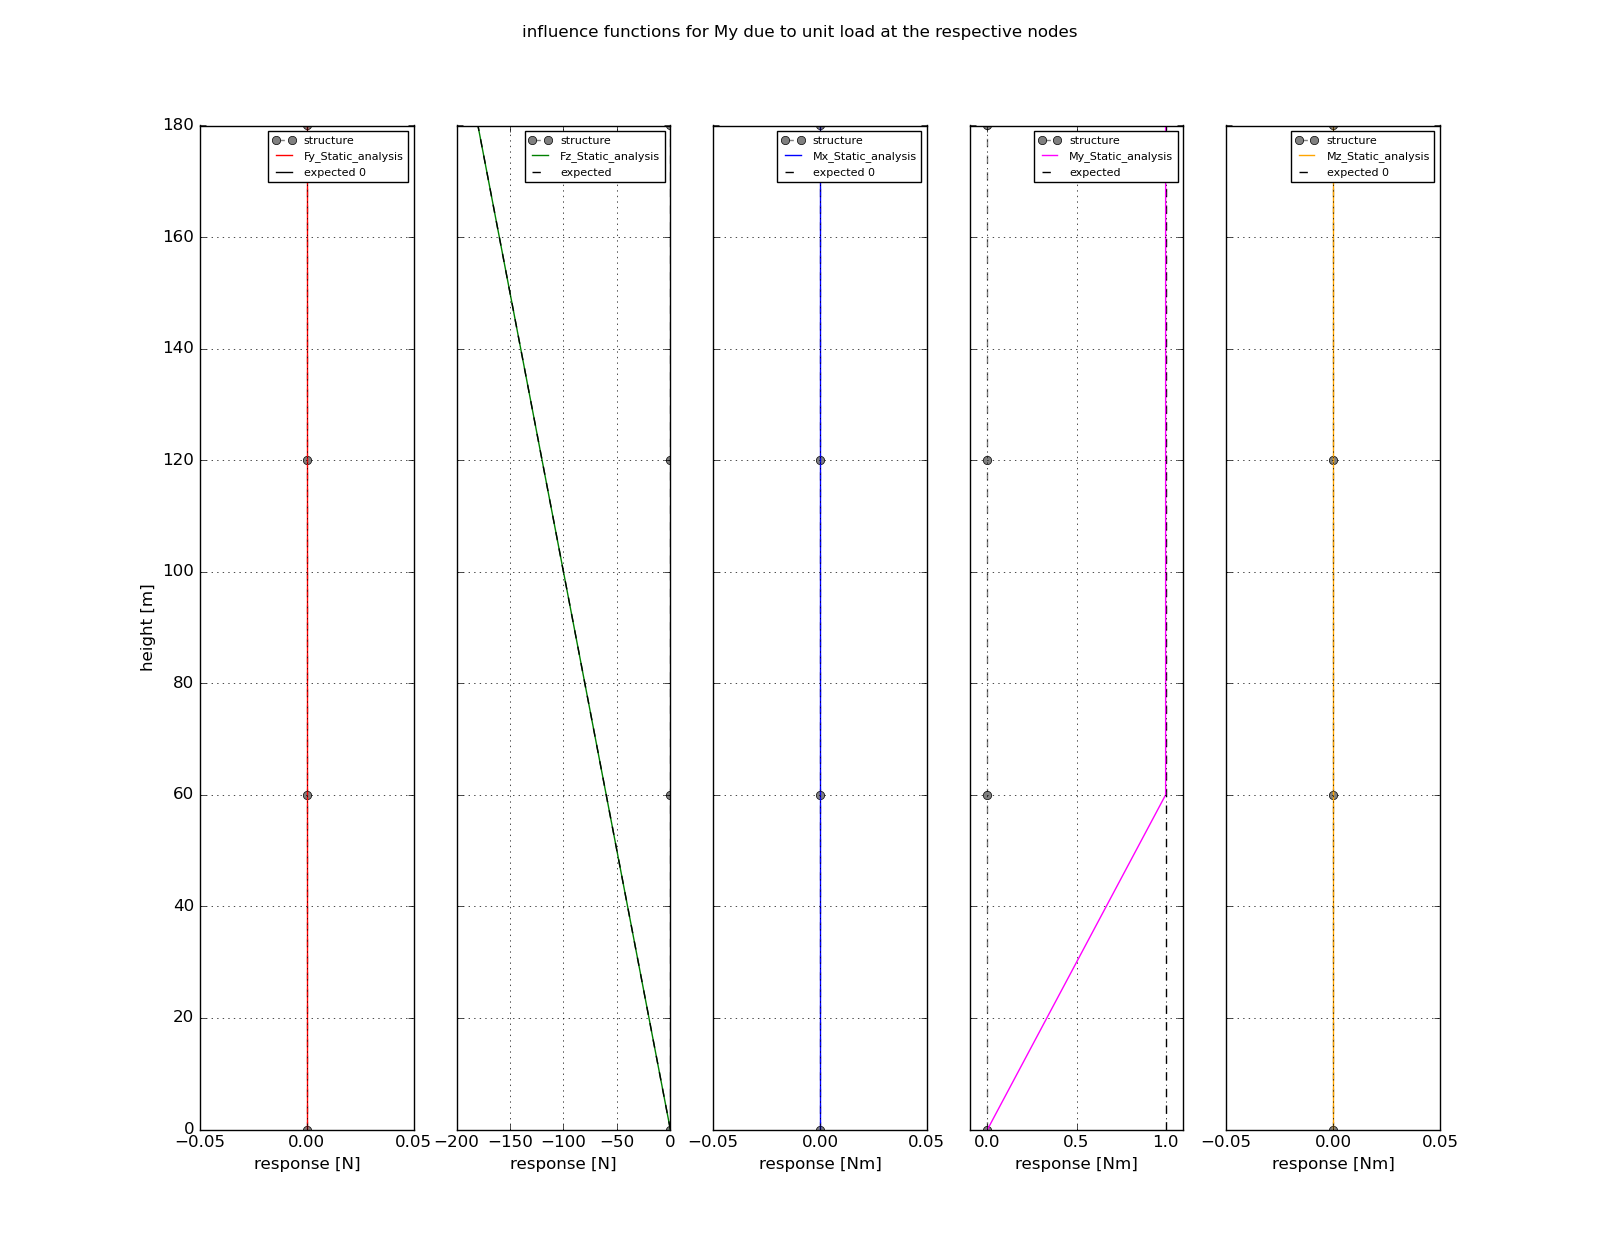 influence functions for My due to unit load at the respective nodes
structure
Fy_Static_analysis
expected 0
structure
Fz_Static_analysis
expected
structure
Mx_Static_analysis
expected 0
structure
My_Static_analysis
expected
structure
Mz_Static_analysis
expected 0
180
160
140
120
100
80
60
40
20
0
height [m]
−0.05 0.00 0.05
−200 −150 −100 −50 0
−0.05 0.00 0.05
0.0 0.5 1.0
−0.05 0.00 0.05
response [N]
response [N]
response [Nm]
response [Nm]
response [Nm]